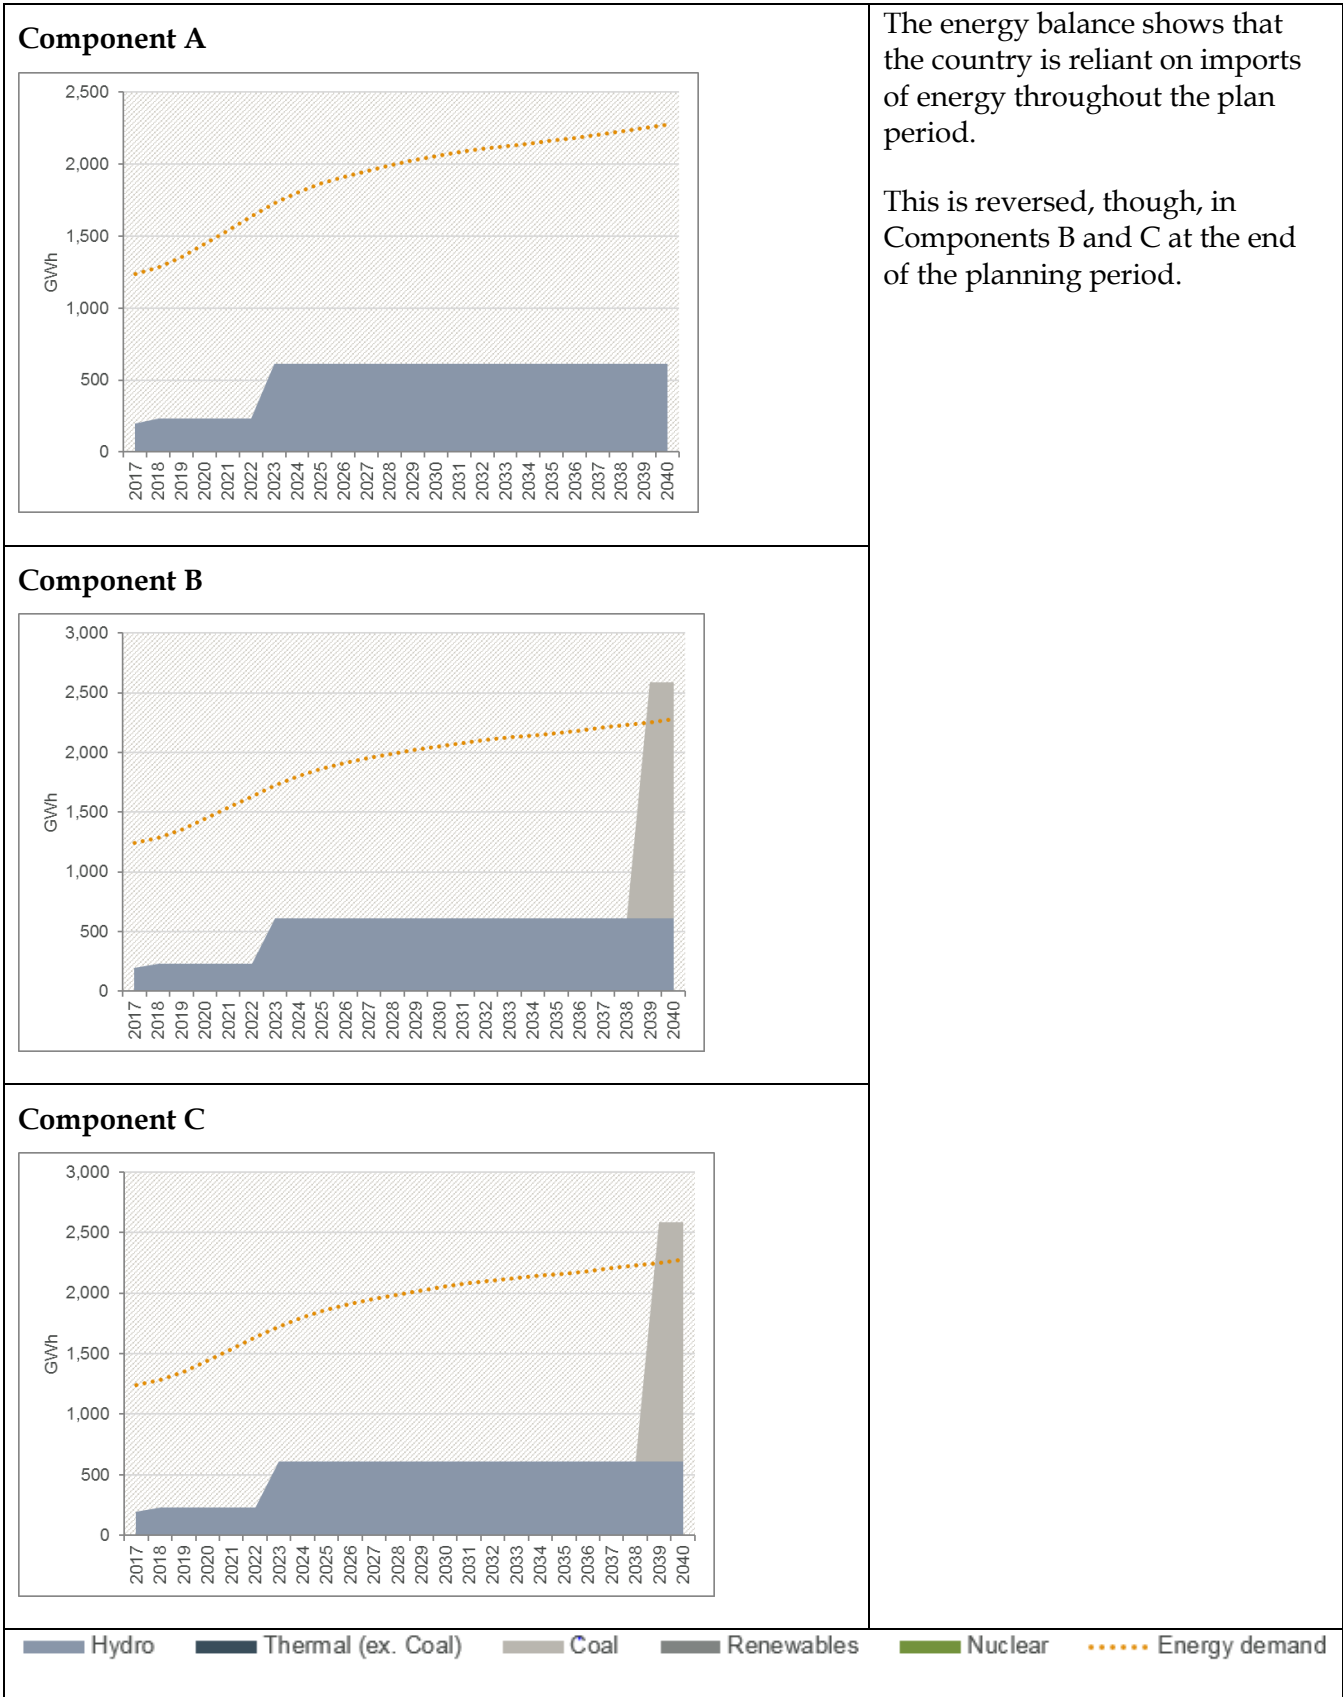 Component A
The energy balance shows that
the country is reliant on imports
of energy throughout the plan
period.
This is reversed, though, in
Components B and C at the end
of the planning period.
2,500
2,000
1,500
1,000
500
0
GWh
2017 2018 2019 2020 2021 2022 2023 2024 2025 2026 2027 2028 2029 2030 2031 2032 2033 2034 2035 2036 2037 2038 2039 2040
Component B
3,000
2,500
2,000
1,500
1,000
500
0
GWh
2017 2018 2019 2020 2021 2022 2023 2024 2025 2026 2027 2028 2029 2030 2031 2032 2033 2034 2035 2036 2037 2038 2039 2040
Component C
3,000
2,500
2,000
1,500
1,000
500
0
GWh
2017 2018 2019 2020 2021 2022 2023 2024 2025 2026 2027 2028 2029 2030 2031 2032 2033 2034 2035 2036 2037 2038 2039 2040
Hydro Thermal (ex. Coal) Coal Renewables Nuclear Energy demand